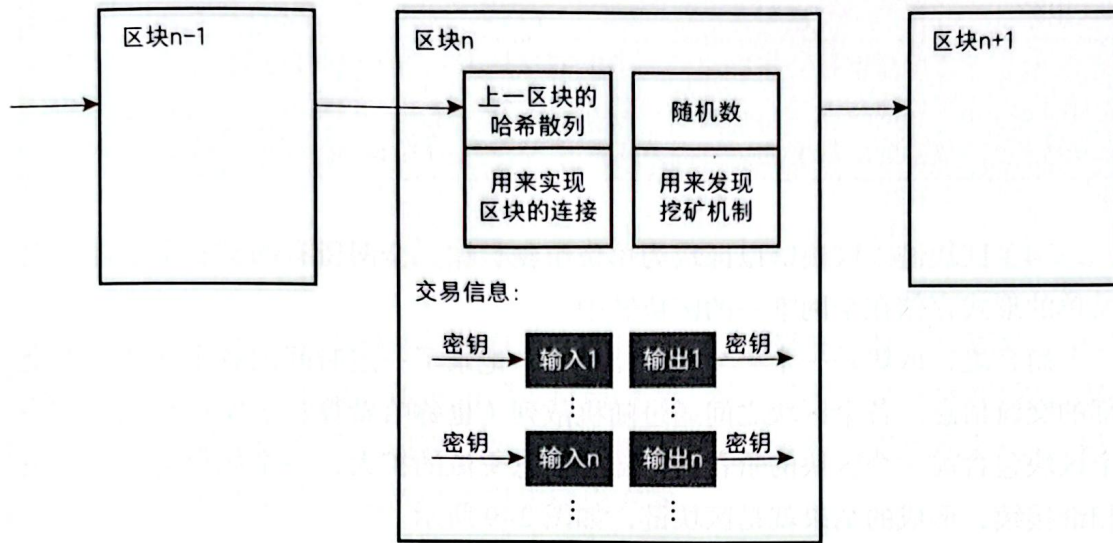 区块n-1
区块n
区块n+1
上一区块的
哈希散列
随机数
用来实现
区块的连接
用来发现
挖矿机制
交易信息：
密钥 输入1 输出1 密钥
密钥 输入n 输出n 密钥